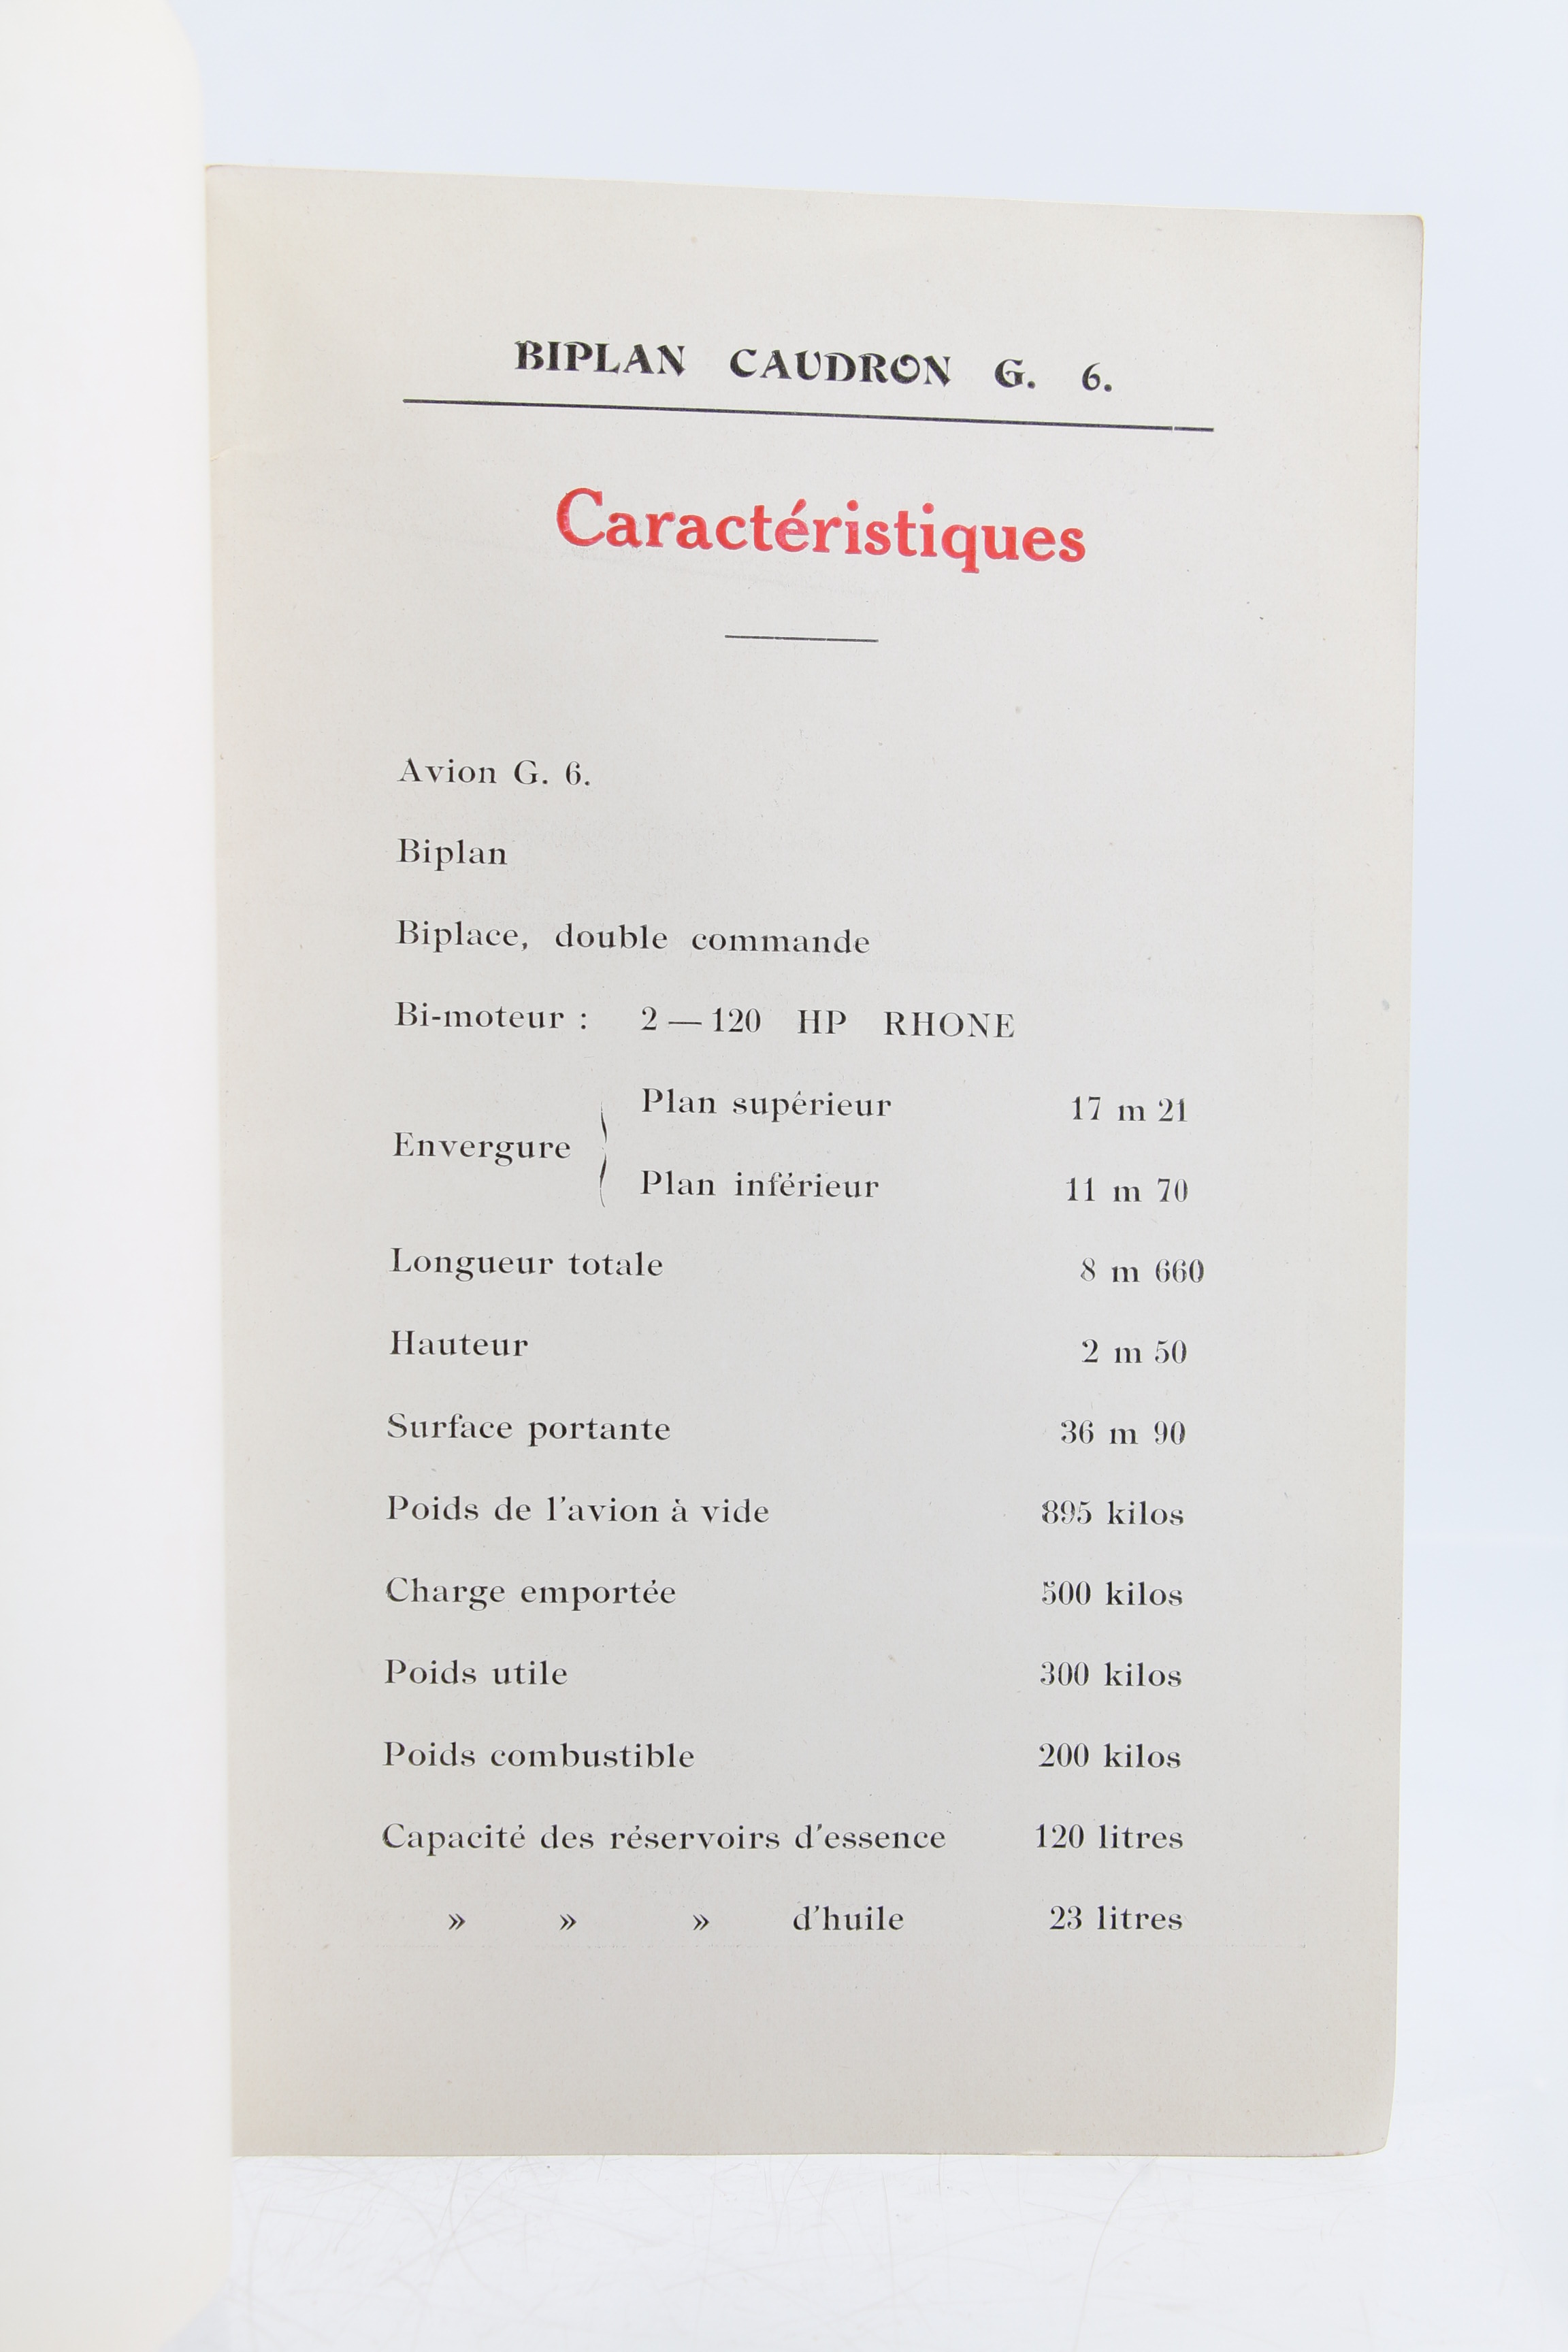 BIPLAN CAUDRON G. 6.
Caractéristiques
Avion G. 6.
Biplan
Biplace, double commande
Bi-moteur : 2 — 120 HP RHONE
Envergure { Plan supérieur 17 m 21
Plan inférieur 11 m 70
Longueur totale 8 m 660
Hauteur 2 m 50
Surface portante 36 m 90
Poids de l'avion à vide 895 kilos
Charge emportée 500 kilos
Poids utile 300 kilos
Poids combustible 200 kilos
Capacité des réservoirs d'essence 120 litres
» » » d'huile 23 litres